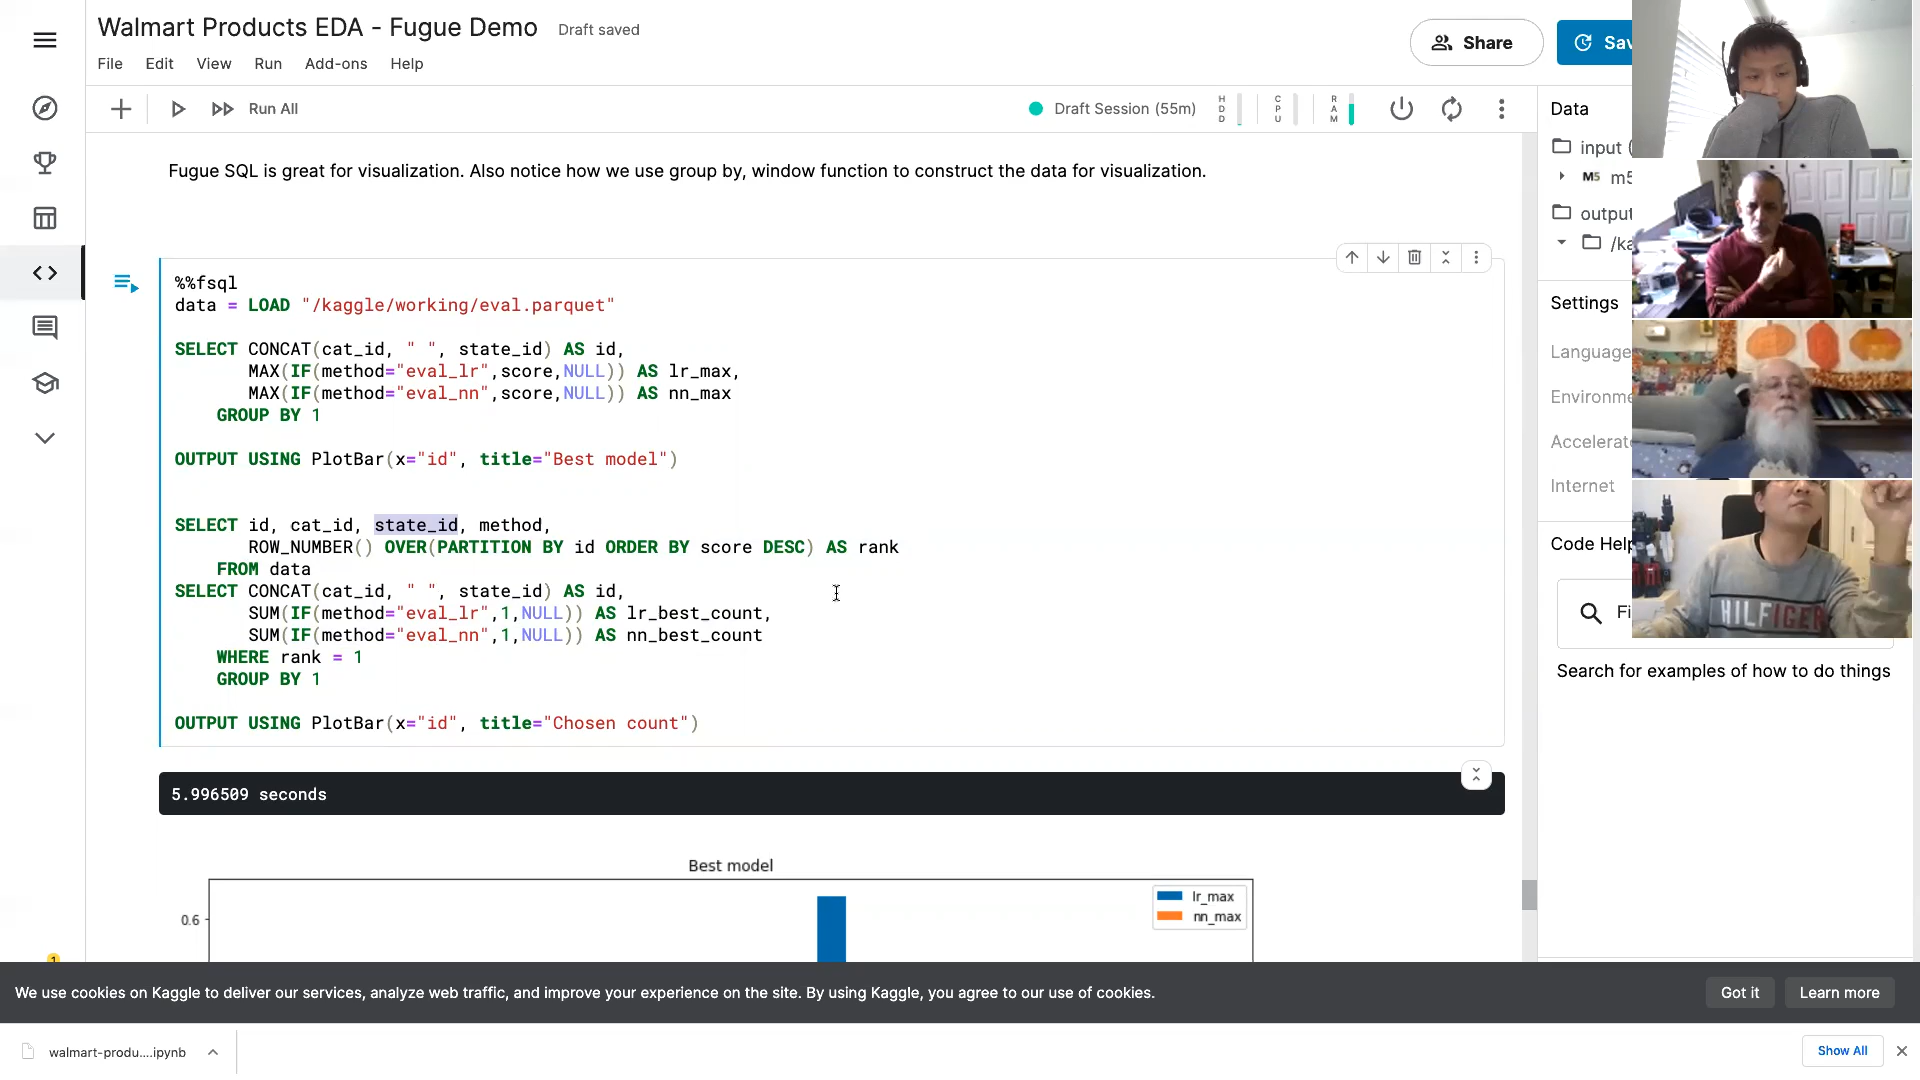 Walmart Products EDA - Fugue Demo
Draft saved
Share
Sav
File Edit View Run Add-ons Help
Run All
Draft Session (55m)
HDD
CPU
RAM
Data
Fugue SQL is great for visualization. Also notice how we use group by, window function to construct the data for visualization.
input (
M5 m5
output
/ka
Settings
Language
Environme
Accelerat
Internet
Code Help
Fi
Search for examples of how to do things
%%fsql
data = LOAD "/kaggle/working/eval.parquet"
SELECT CONCAT(cat_id, " ", state_id) AS id,
MAX(IF(method="eval_lr",score,NULL)) AS lr_max,
MAX(IF(method="eval_nn",score,NULL)) AS nn_max
GROUP BY 1
OUTPUT USING PlotBar(x="id", title="Best model")
SELECT id, cat_id, state_id, method,
ROW_NUMBER() OVER(PARTITION BY id ORDER BY score DESC) AS rank
FROM data
SELECT CONCAT(cat_id, " ", state_id) AS id,
SUM(IF(method="eval_lr",1,NULL)) AS lr_best_count,
SUM(IF(method="eval_nn",1,NULL)) AS nn_best_count
WHERE rank = 1
GROUP BY 1
OUTPUT USING PlotBar(x="id", title="Chosen count")
HILFIGER
5.996509 seconds
Best model
lr_max
nn_max
0.6
1
We use cookies on Kaggle to deliver our services, analyze web traffic, and improve your experience on the site. By using Kaggle, you agree to our use of cookies.
Got it
Learn more
walmart-produ....ipynb
Show All